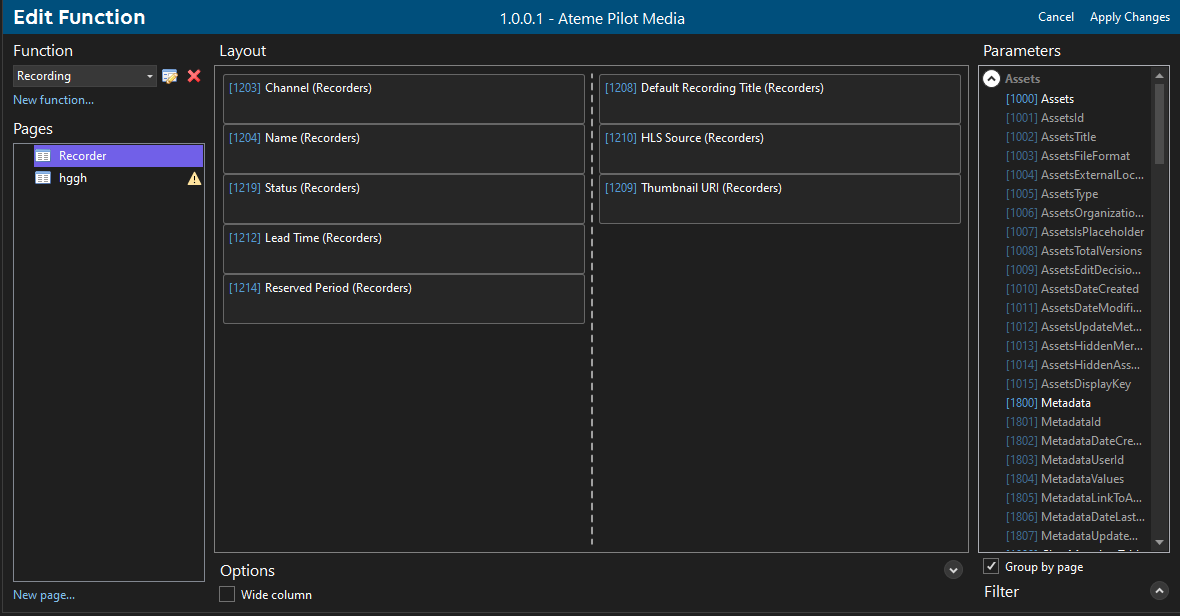 Edit Function
1.0.0.1 - Ateme Pilot Media
Cancel
Apply Changes
Function
Recording
New function...
Pages
Recorder
hggh
New page...
Layout
[1203] Channel (Recorders)
[1204] Name (Recorders)
[1219] Status (Recorders)
[1212] Lead Time (Recorders)
[1214] Reserved Period (Recorders)
[1208] Default Recording Title (Recorders)
[1210] HLS Source (Recorders)
[1209] Thumbnail URI (Recorders)
Options
Wide column
Parameters
Assets
[1000] Assets
[1001] AssetsId
[1002] AssetsTitle
[1003] AssetsFileFormat
[1004] AssetsExternalLoc...
[1005] AssetsType
[1006] AssetsOrganizatio...
[1007] AssetsIsPlaceholder
[1008] AssetsTotalVersions
[1009] AssetsEditDecisio...
[1010] AssetsDateCreated
[1011] AssetsDateModifi...
[1012] AssetsUpdateMet...
[1013] AssetsHiddenMer...
[1014] AssetsHiddenAss...
[1015] AssetsDisplayKey
[1800] Metadata
[1801] MetadataId
[1802] MetadataDateCre...
[1803] MetadataUserId
[1804] MetadataValues
[1805] MetadataLinkToA...
[1806] MetadataDateLast...
[1807] MetadataUpdate...
Group by page
Filter